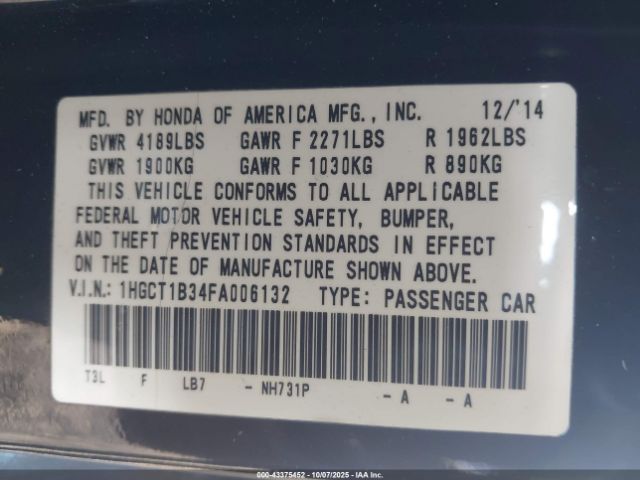 MFD. BY HONDA OF AMERICA MFG., INC. 12/'14
GVWR 4189LBS GAWR F 2271LBS R 1962LBS
GVWR 1900KG GAWR F 1030KG R 890KG
THIS VEHICLE CONFORMS TO ALL APPLICABLE
FEDERAL MOTOR VEHICLE SAFETY, BUMPER,
AND THEFT PREVENTION STANDARDS IN EFFECT
ON THE DATE OF MANUFACTURE SHOWN ABOVE.
V.I.N.: 1HGCT1B34FA006132 TYPE: PASSENGER CAR
T3L F LB7 - NH731P - A - A
000-43375452 | 10/07/2025 | IAA Inc.